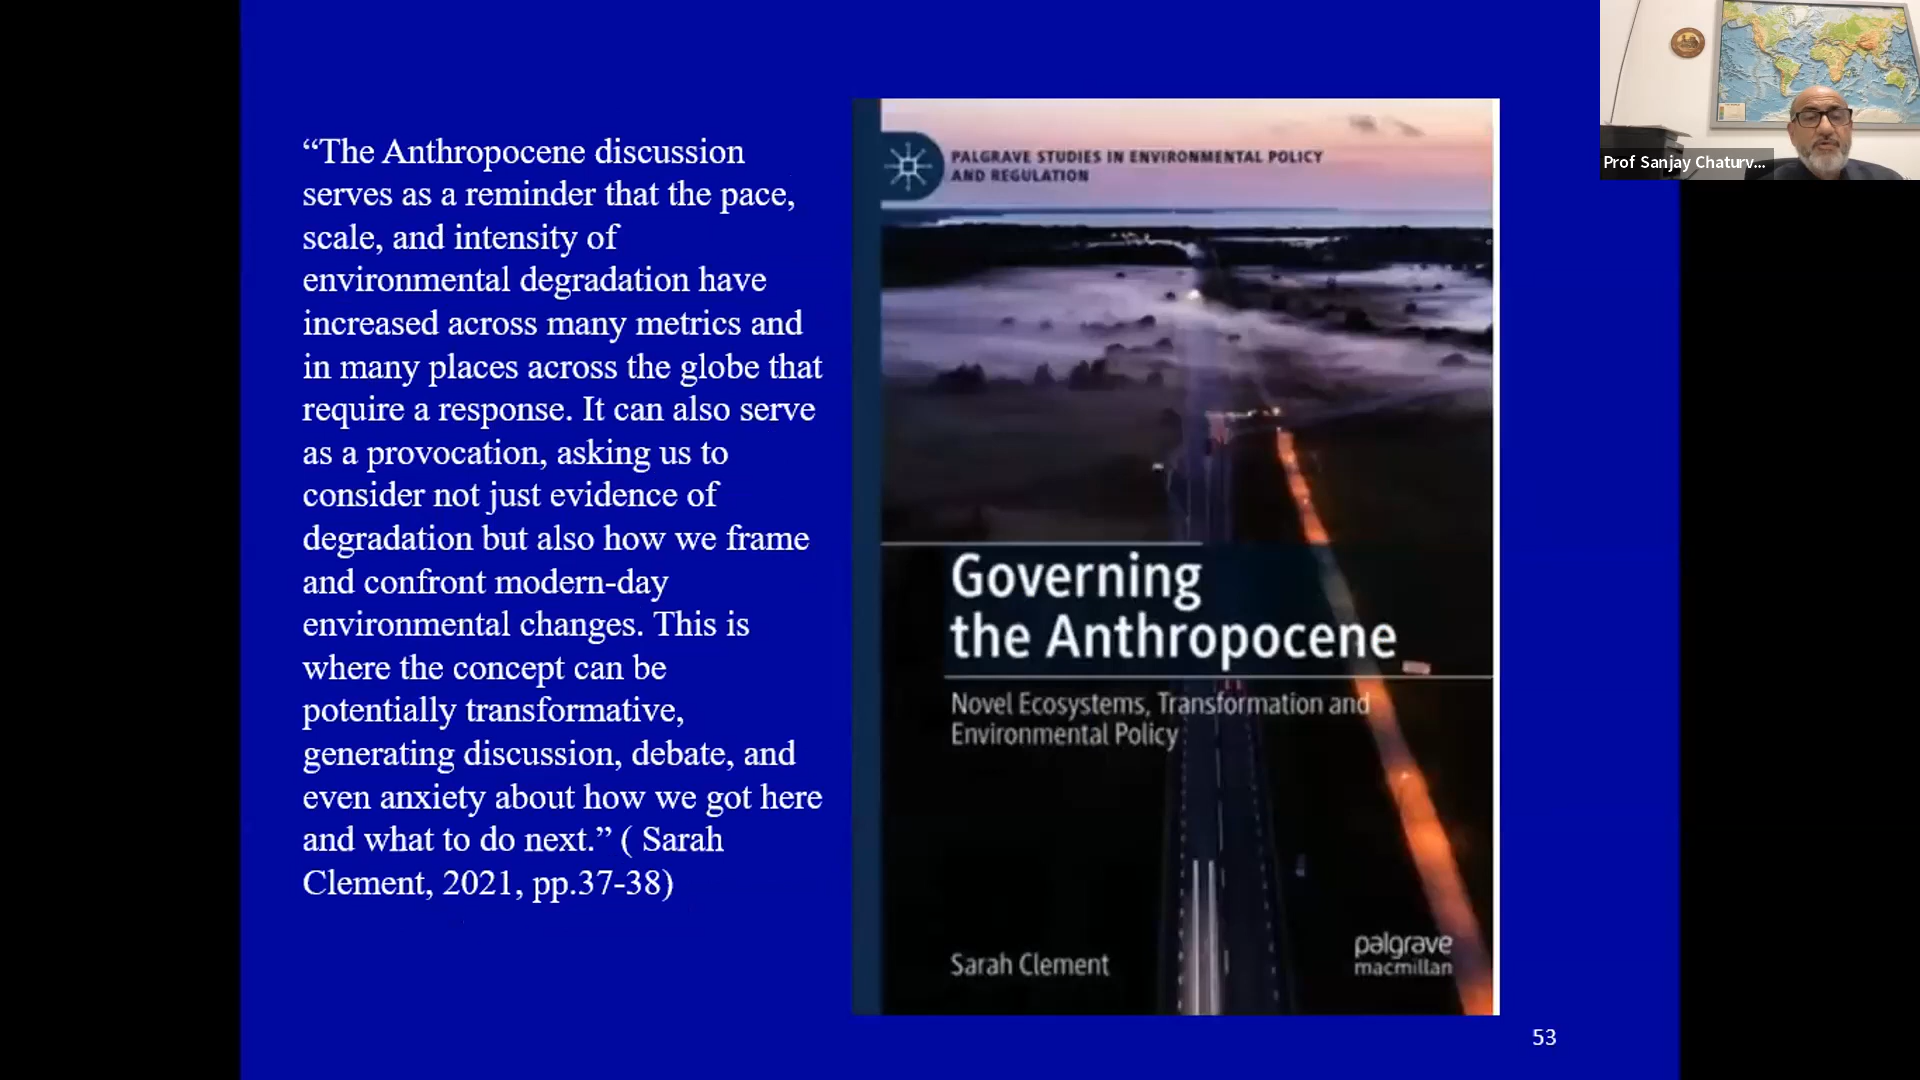 “The Anthropocene discussion
serves as a reminder that the pace,
scale, and intensity of
environmental degradation have
increased across many metrics and
in many places across the globe that
require a response. It can also serve
as a provocation, asking us to
consider not just evidence of
degradation but also how we frame
and confront modern-day
environmental changes. This is
where the concept can be
potentially transformative,
generating discussion, debate, and
even anxiety about how we got here
and what to do next.” ( Sarah
Clement, 2021, pp.37-38)
PALGRAVE STUDIES IN ENVIRONMENTAL POLICY
AND REGULATION
Governing
the Anthropocene
Novel Ecosystems, Transformation and
Environmental Policy
Sarah Clement
palgrave
macmillan
53
Prof Sanjay Chaturv...